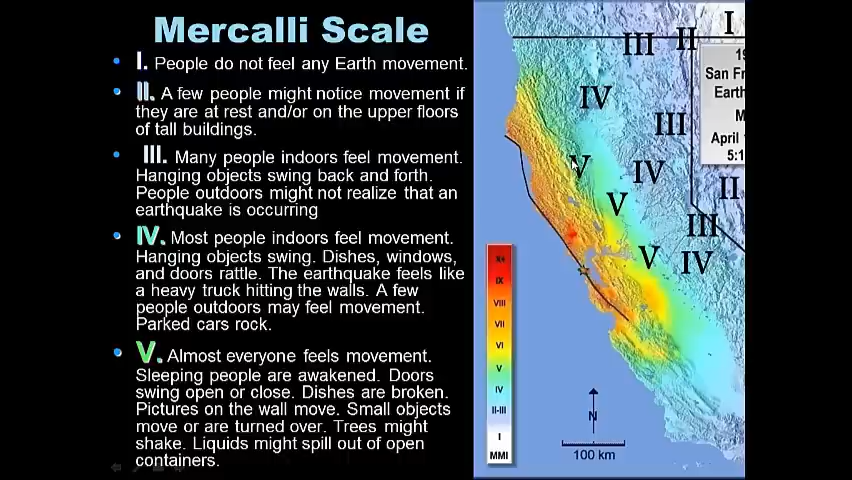 Mercalli Scale
I. People do not feel any Earth movement.
II. A few people might notice movement if
they are at rest and/or on the upper floors
of tall buildings.
III. Many people indoors feel movement.
Hanging objects swing back and forth.
People outdoors might not realize that an
earthquake is occurring
IV. Most people indoors feel movement.
Hanging objects swing. Dishes, windows,
and doors rattle. The earthquake feels like
a heavy truck hitting the walls. A few
people outdoors may feel movement.
Parked cars rock.
V. Almost everyone feels movement.
Sleeping people are awakened. Doors
swing open or close. Dishes are broken.
Pictures on the wall move. Small objects
move or are turned over. Trees might
shake. Liquids might spill out of open
containers.
I
III II
19
San Fr
Earth
M
April
5:1
IV
III
V IV
II
V
III
V IV
X+
IX
VIII
VII
VI
V
IV
II-III
I
MMI
N
100 km